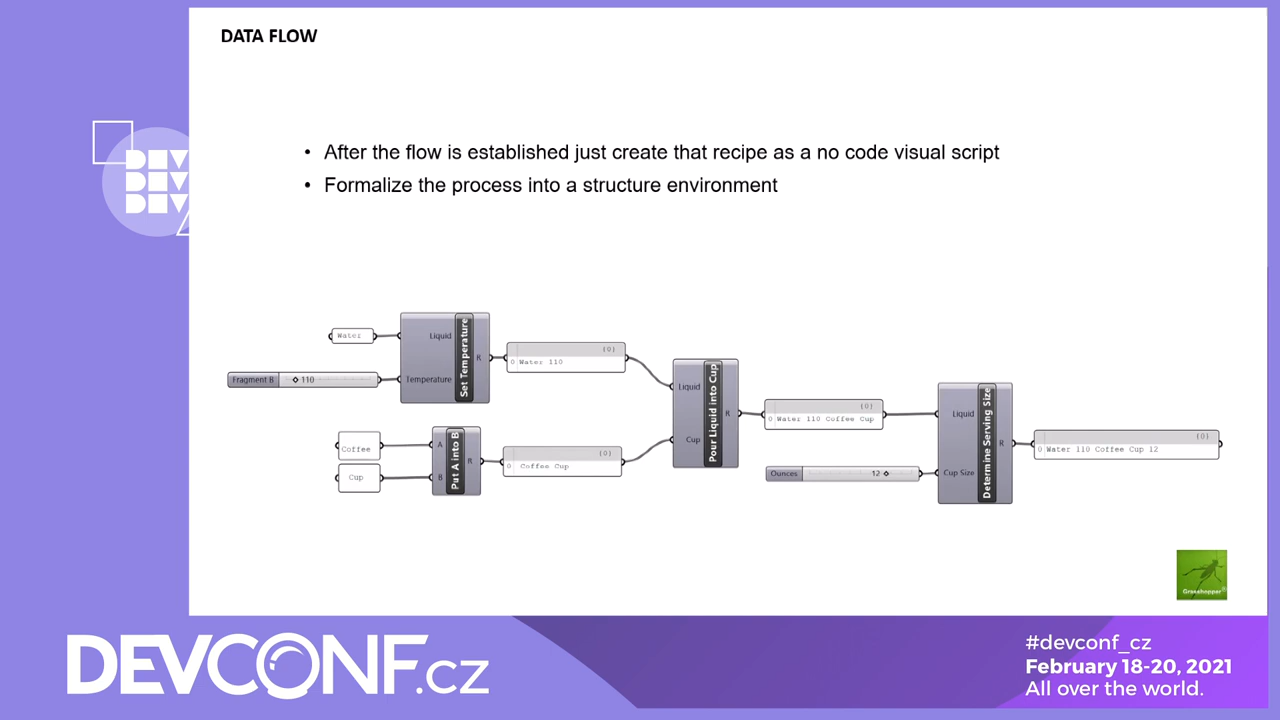 DATA FLOW
• After the flow is established just create that recipe as a no code visual script
• Formalize the process into a structure environment
DEV
DEV
DEV
Water
Liquid
Fragment B
110
Temperature
Set Temperature
R
{0}
0 Water 110
Coffee
A
Cup
B
Put A into B
R
{0}
0 Coffee Cup
Liquid
Cup
Pour Liquid into Cup
R
{0}
0 Water 110 Coffee Cup
Ounces
12
Liquid
Cup Size
Determine Serving Size
R
{0}
0 Water 110 Coffee Cup 12
Grasshopper
DEVCONF.cz
#devconf_cz
February 18-20, 2021
All over the world.